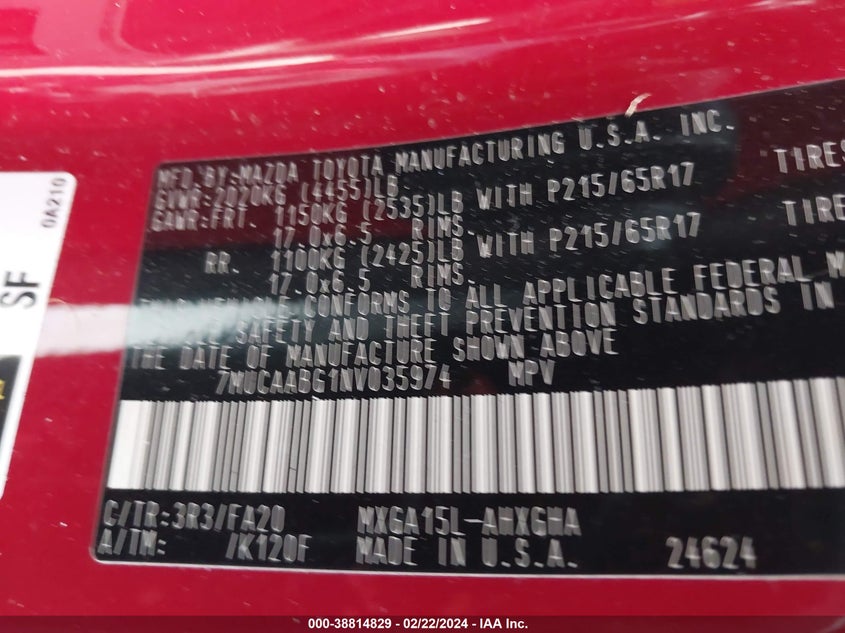 MFD.BY:MAZDA TOYOTA MANUFACTURING U.S.A. INC.
GVWR:2020KG (4455)LB
GAWR:FRT. 1150KG (2535)LB WITH P215/65R17 TIRES
17.0x6.5 RIMS.
RR. 1100KG (2425)LB WITH P215/65R17 TIRE
17.0x6.5 RIMS.
THIS VEHICLE CONFORMS TO ALL APPLICABLE FEDERAL M
SAFETY AND THEFT PREVENTION STANDARDS IN
THE DATE OF MANUFACTURE SHOWN ABOVE
7MUCAABG1NV035974 MPV
C/TR:3R3/FA20 MXGA15L-AHXGHA
A/TM: /K120F MADE IN U.S.A. 24624
0A210
SF
000-38814829 - 02/22/2024 - IAA Inc.